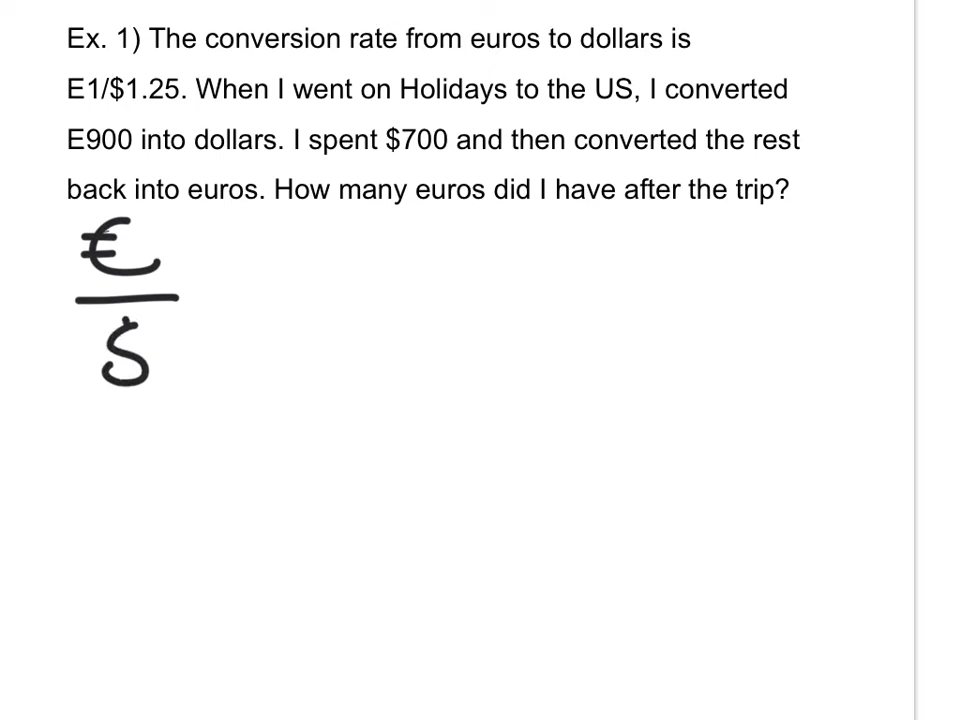 Ex. 1) The conversion rate from euros to dollars is
E1/$1.25. When I went on Holidays to the US, I converted
E900 into dollars. I spent $700 and then converted the rest
back into euros. How many euros did I have after the trip?
€
$